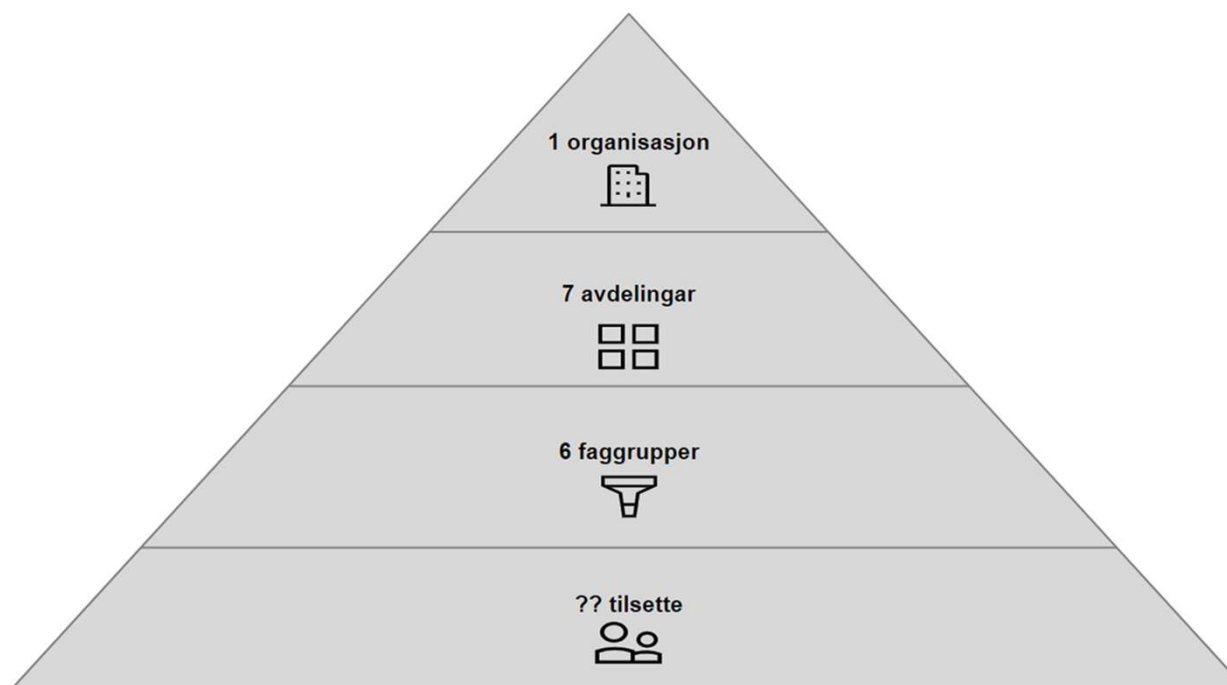 1 organisasjon
7 avdelingar
6 faggrupper
?? tilsette